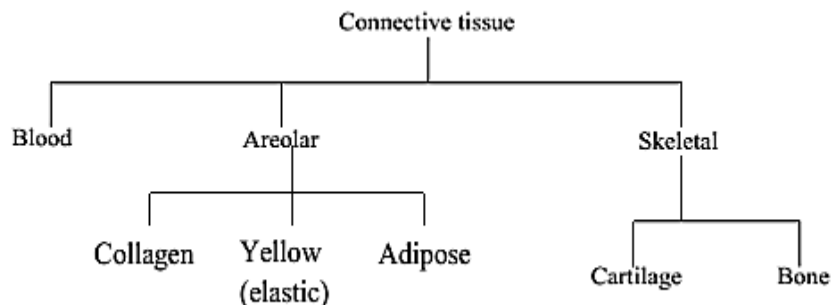 Connective tissue
Blood
Areolar
Skeletal
Collagen
Yellow
(elastic)
Adipose
Cartilage
Bone